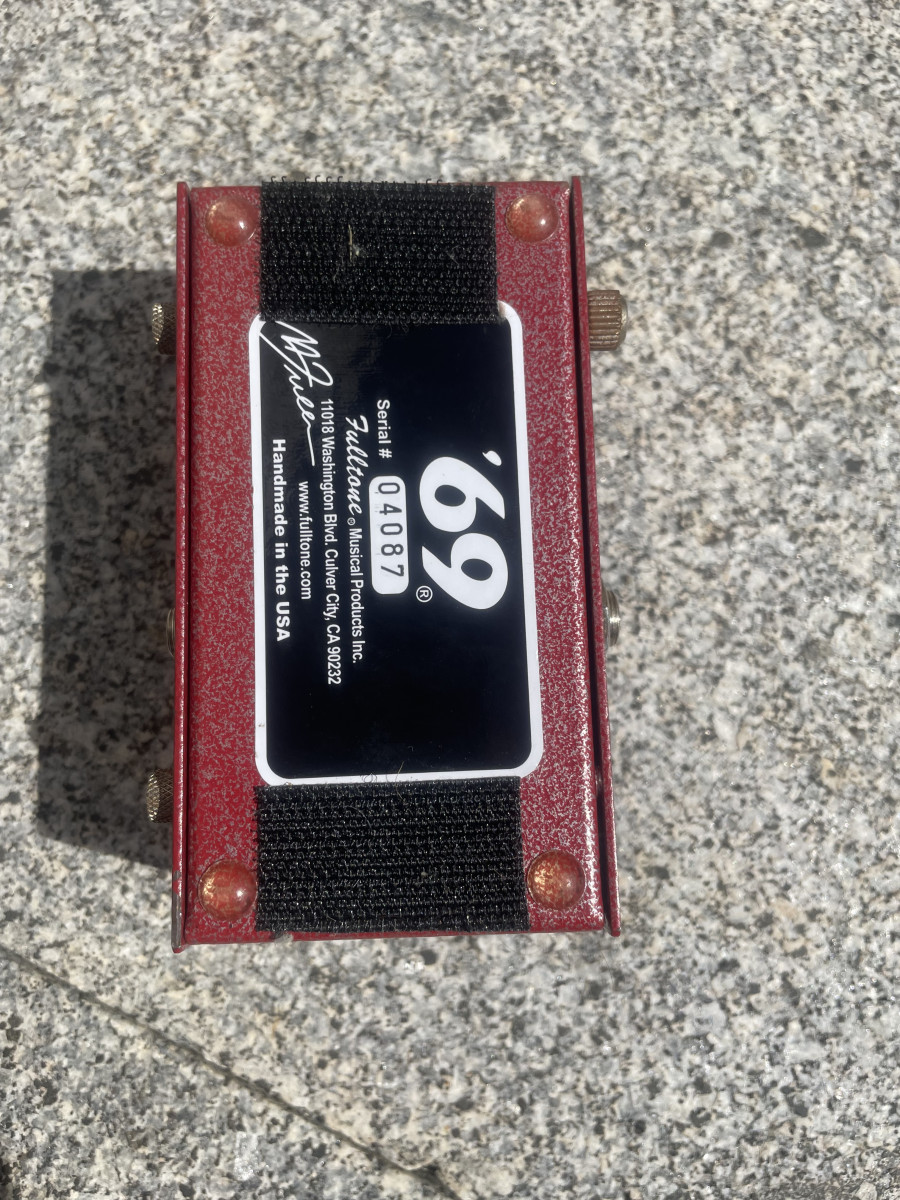 '69®
Serial # 04087
Fulltone® Musical Products Inc.
11018 Washington Blvd. Culver City, CA 90232
www.fulltone.com
Handmade in the USA
M Fuller